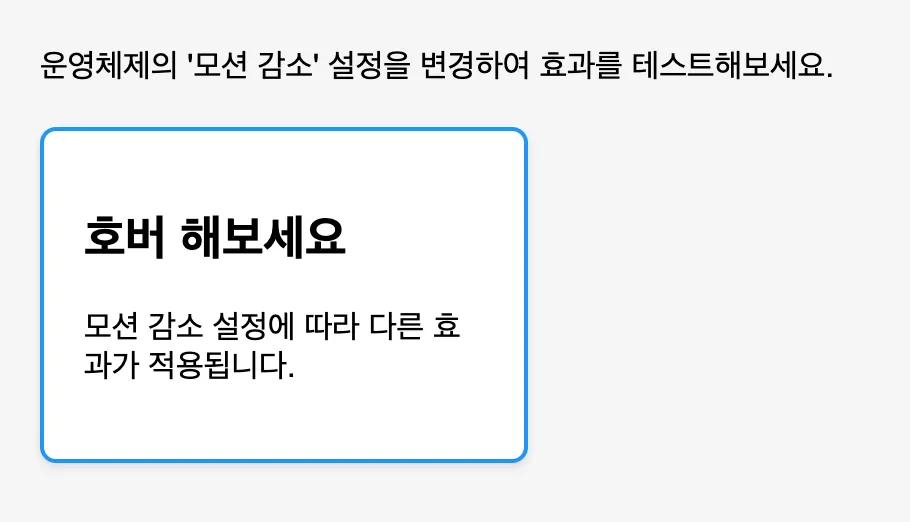 운영체제의 '모션 감소' 설정을 변경하여 효과를 테스트해보세요.
호버 해보세요
모션 감소 설정에 따라 다른 효
과가 적용됩니다.